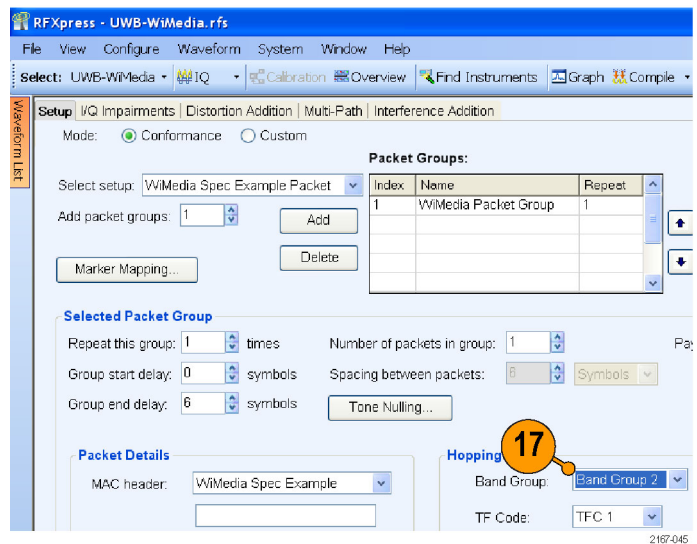 RFXpress - UWB-WiMedia.rfs
File View Configure Waveform System Window Help
Select: UWB-WiMedia IQ Calibration Overview Find Instruments Graph Compile
Waveform List
Setup I/Q Impairments Distortion Addition Multi-Path Interference Addition
Mode: Conformance Custom
Packet Groups:
Select setup: WiMedia Spec Example Packet Index Name Repeat
1 WiMedia Packet Group 1
Add packet groups: 1 Add
Delete
Marker Mapping...
Selected Packet Group
Repeat this group: 1 times Number of packets in group: 1
Group start delay: 0 symbols Spacing between packets: 6 Symbols
Group end delay: 6 symbols Tone Nulling...
17
Packet Details Hopping
MAC header: WiMedia Spec Example Band Group: Band Group 2
TF Code: TFC 1
2167-045